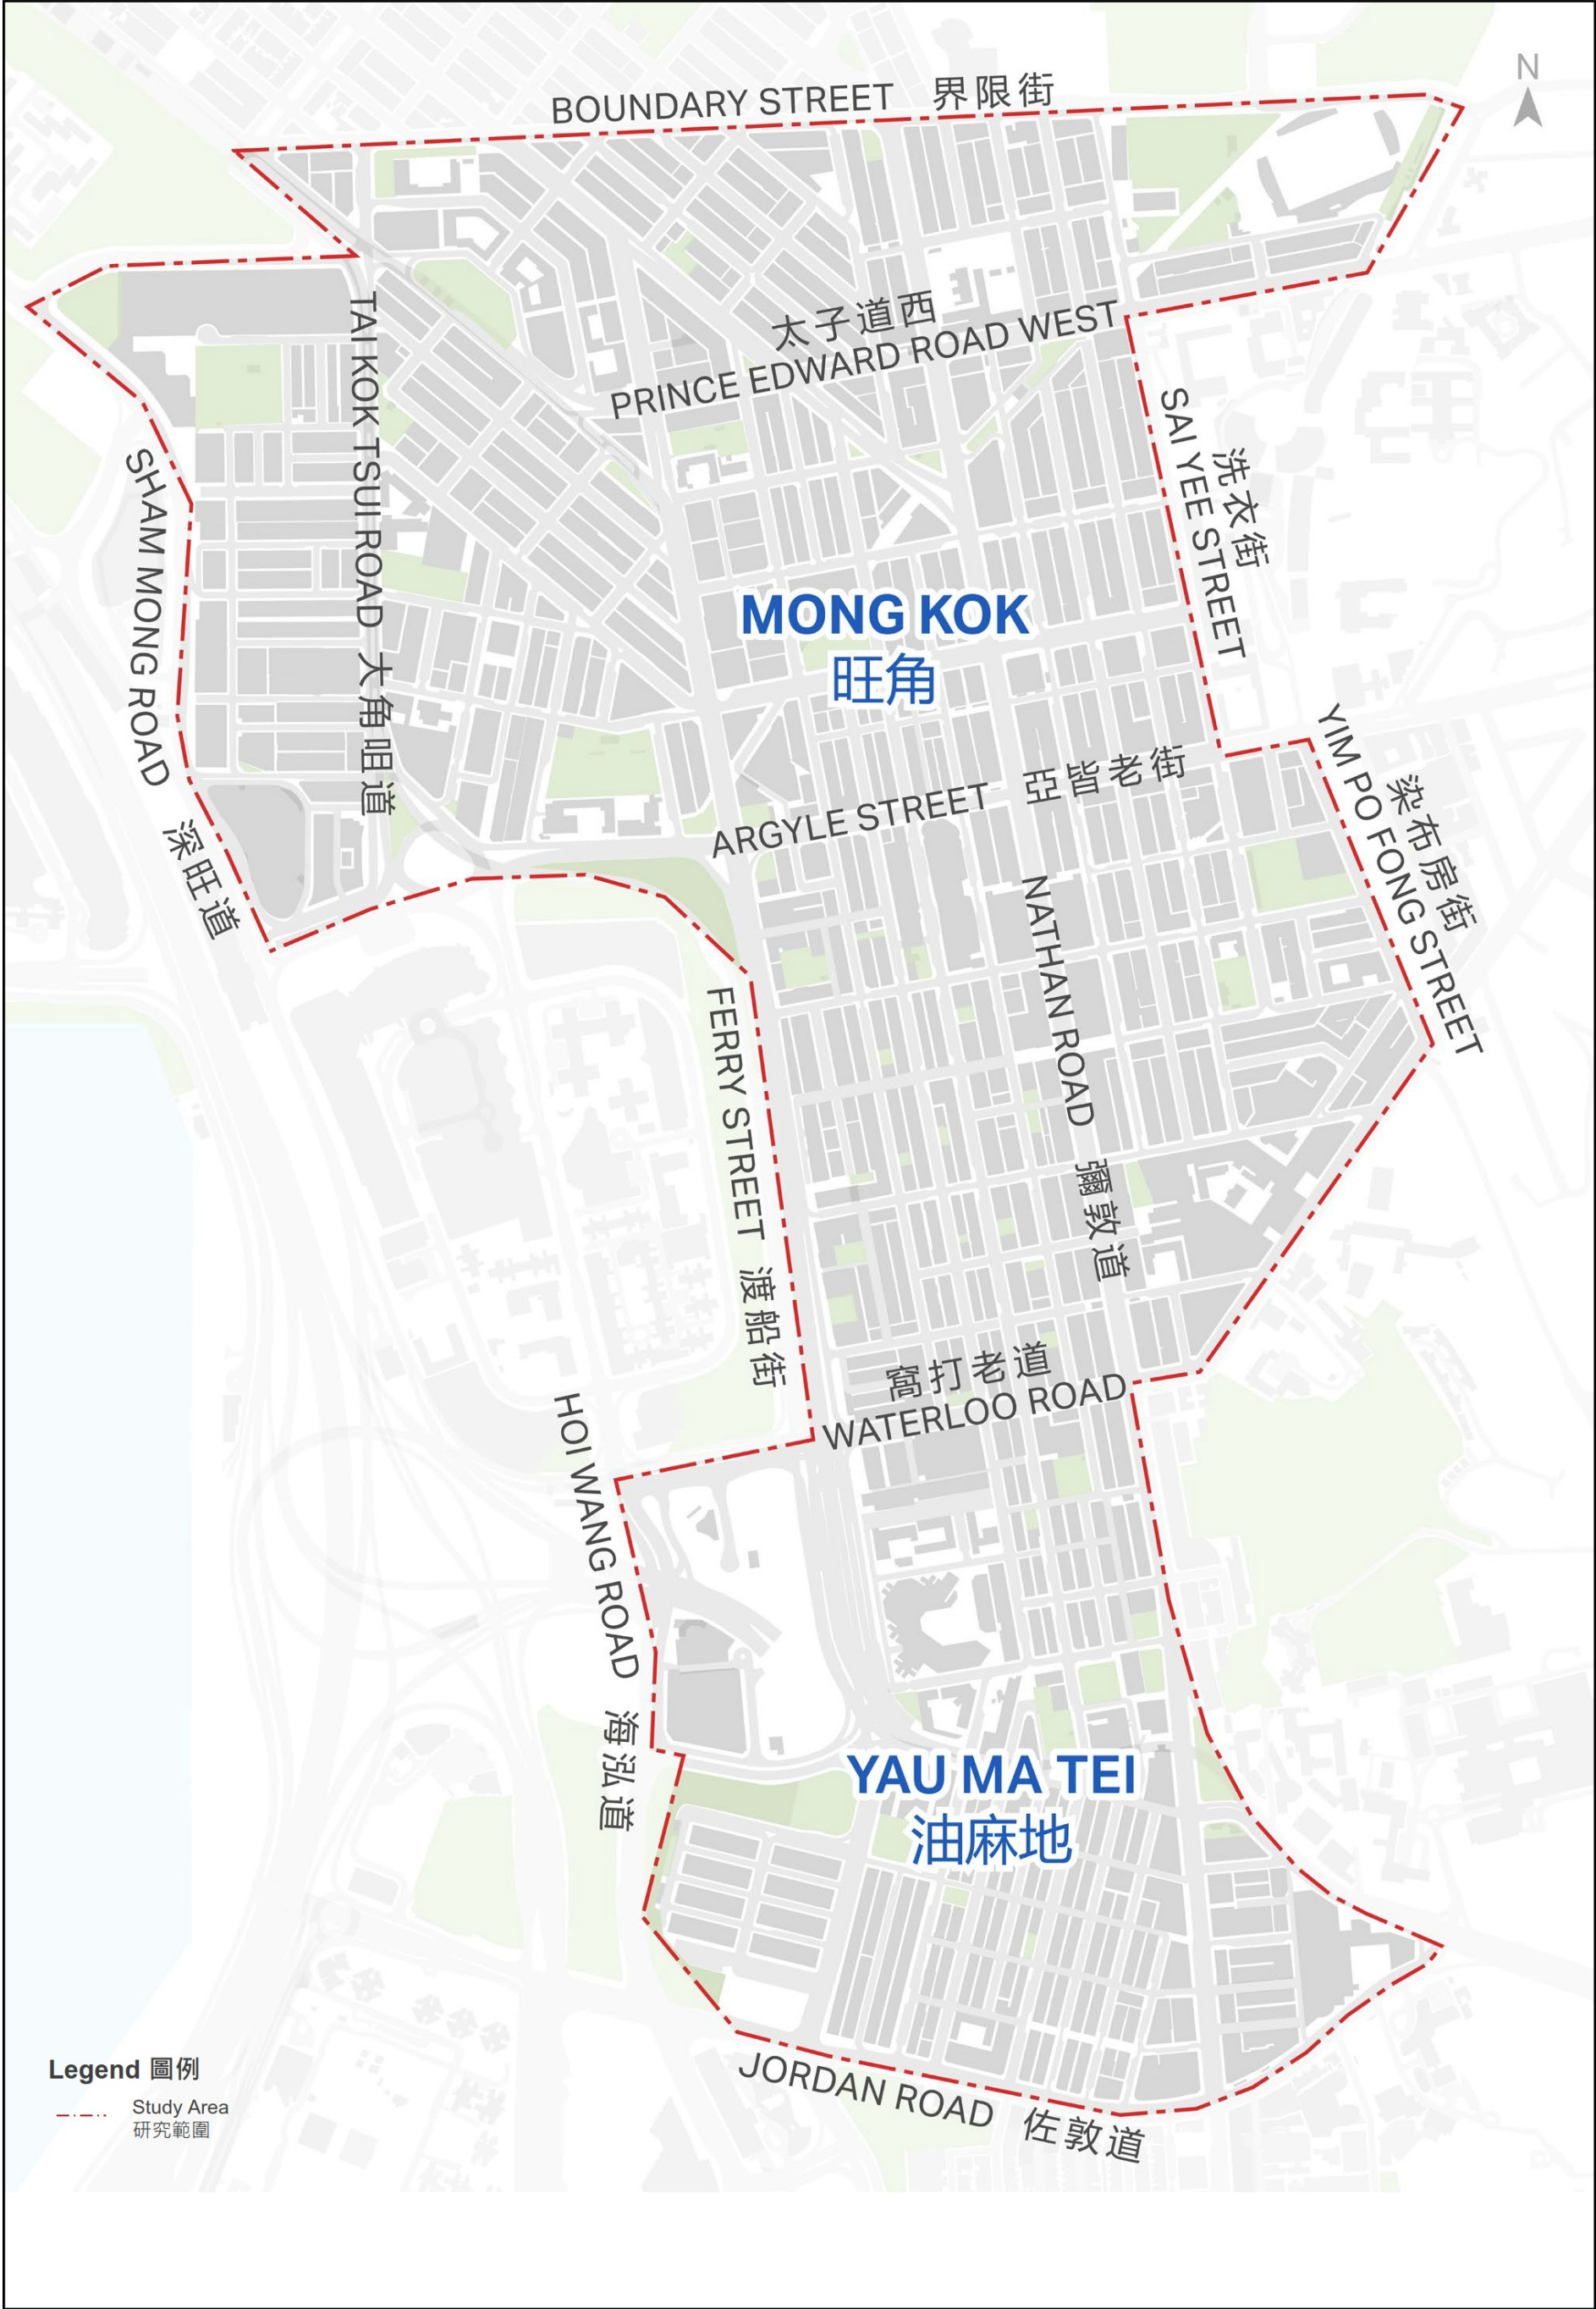 N
BOUNDARY STREET 界限街
太子道西
PRINCE EDWARD ROAD WEST
TAI KOK TSUI ROAD 大角咀道
SHAM MONG ROAD 深旺道
洗衣街
SAI YEE STREET
MONG KOK
旺角
ARGYLE STREET 亞皆老街
染布房街
YIM PO FONG STREET
NATHAN ROAD 彌敦道
FERRY STREET 渡船街
窩打老道
WATERLOO ROAD
HOI WANG ROAD 海泓道
YAU MA TEI
油麻地
JORDAN ROAD 佐敦道
Legend 圖例
Study Area
研究範圍